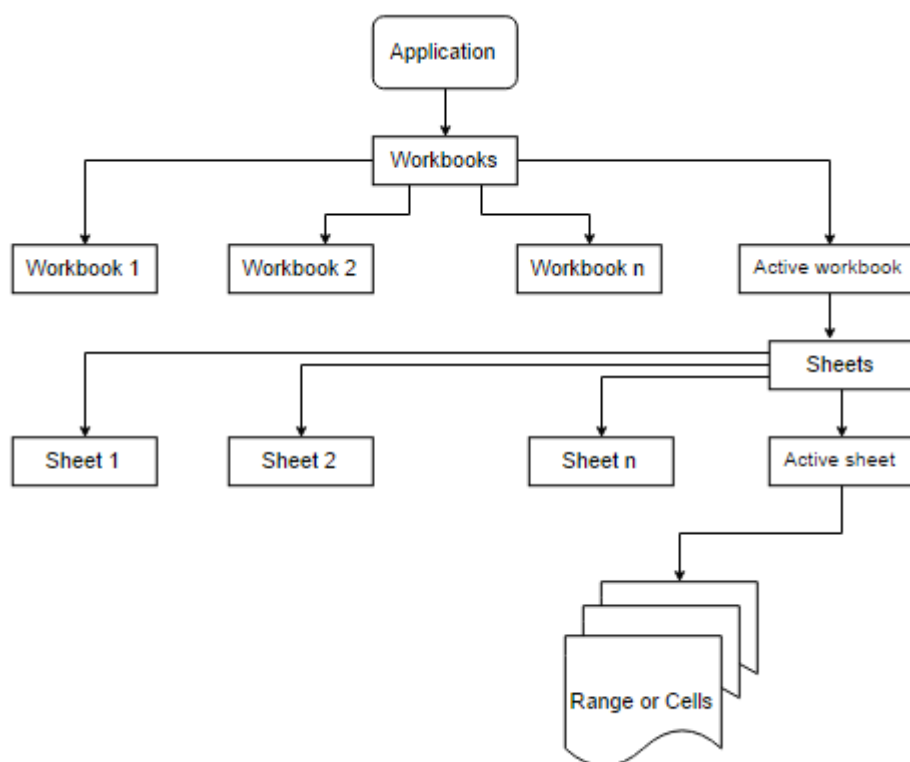 Application
Workbooks
Workbook 1
Workbook 2
Workbook n
Active workbook
Sheets
Sheet 1
Sheet 2
Sheet n
Active sheet
Range or Cells